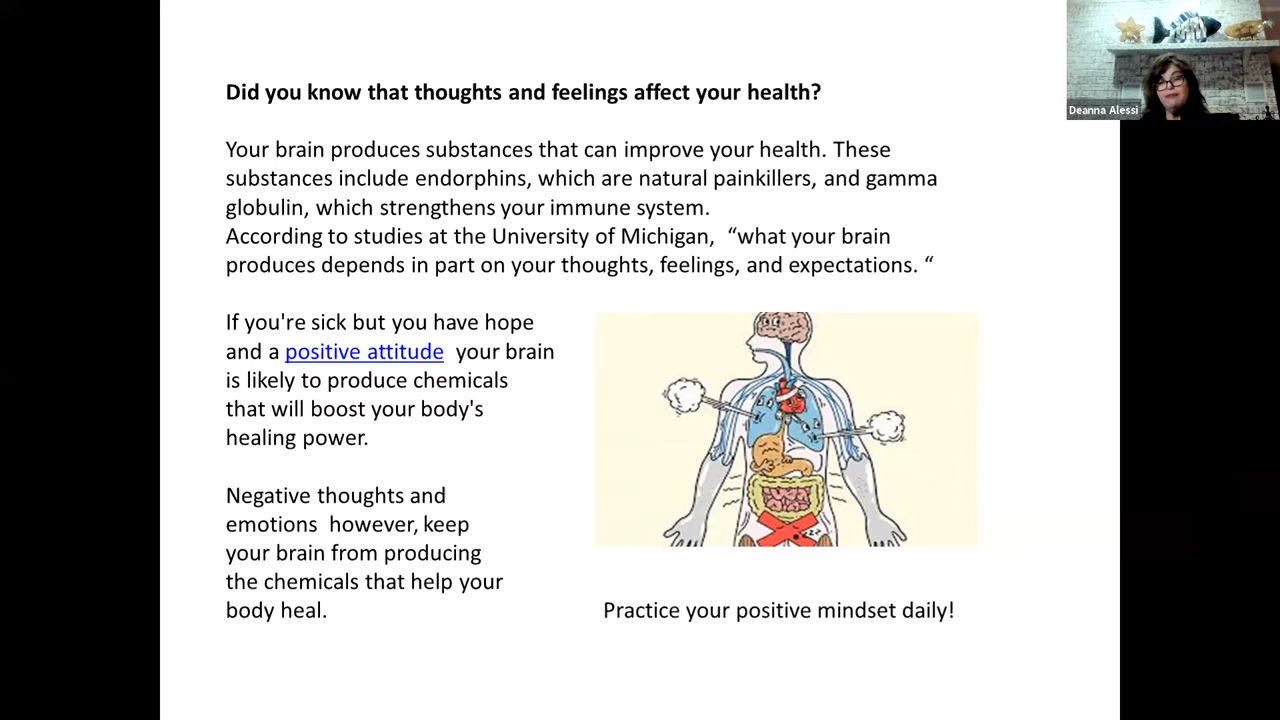 Did you know that thoughts and feelings affect your health?
Your brain produces substances that can improve your health. These
substances include endorphins, which are natural painkillers, and gamma
globulin, which strengthens your immune system.
According to studies at the University of Michigan,  “what your brain
produces depends in part on your thoughts, feelings, and expectations. “
If you're sick but you have hope
and a positive attitude  your brain
is likely to produce chemicals
that will boost your body's
healing power.
Negative thoughts and
emotions  however, keep
your brain from producing
the chemicals that help your
body heal.
zzz
Practice your positive mindset daily!
Deanna Alessi